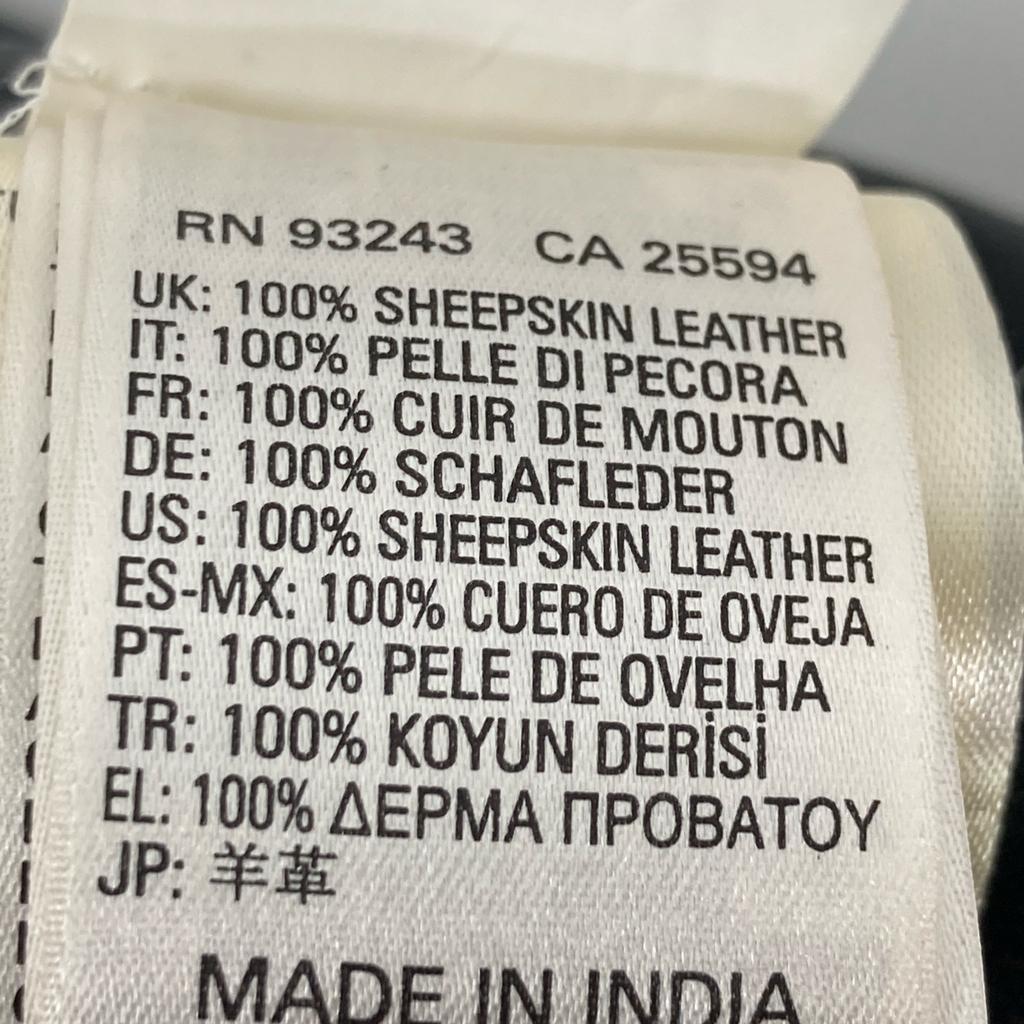 RN 93243 CA 25594
UK: 100% SHEEPSKIN LEATHER
IT: 100% PELLE DI PECORA
FR: 100% CUIR DE MOUTON
DE: 100% SCHAFLEDER
US: 100% SHEEPSKIN LEATHER
ES-MX: 100% CUERO DE OVEJA
PT: 100% PELE DE OVELHA
TR: 100% KOYUN DERİSİ
EL: 100% ΔΕΡΜΑ ΠΡΟΒΑΤΟΥ
JP: 羊革
MADE IN INDIA